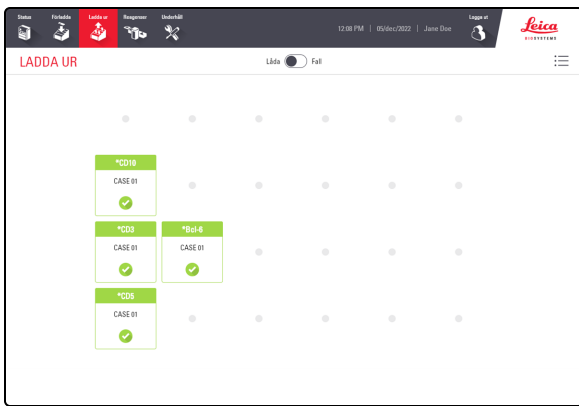 Status Förladda Ladda ur Reagenser Underhåll Logga ut
12:08 PM | 05/dec/2022 | Jane Doe
Leica
BIOSYSTEMS
LADDA UR
Låda Fall
*CD10
CASE 01
*CD3 *Bcl-6
CASE 01 CASE 01
*CD5
CASE 01